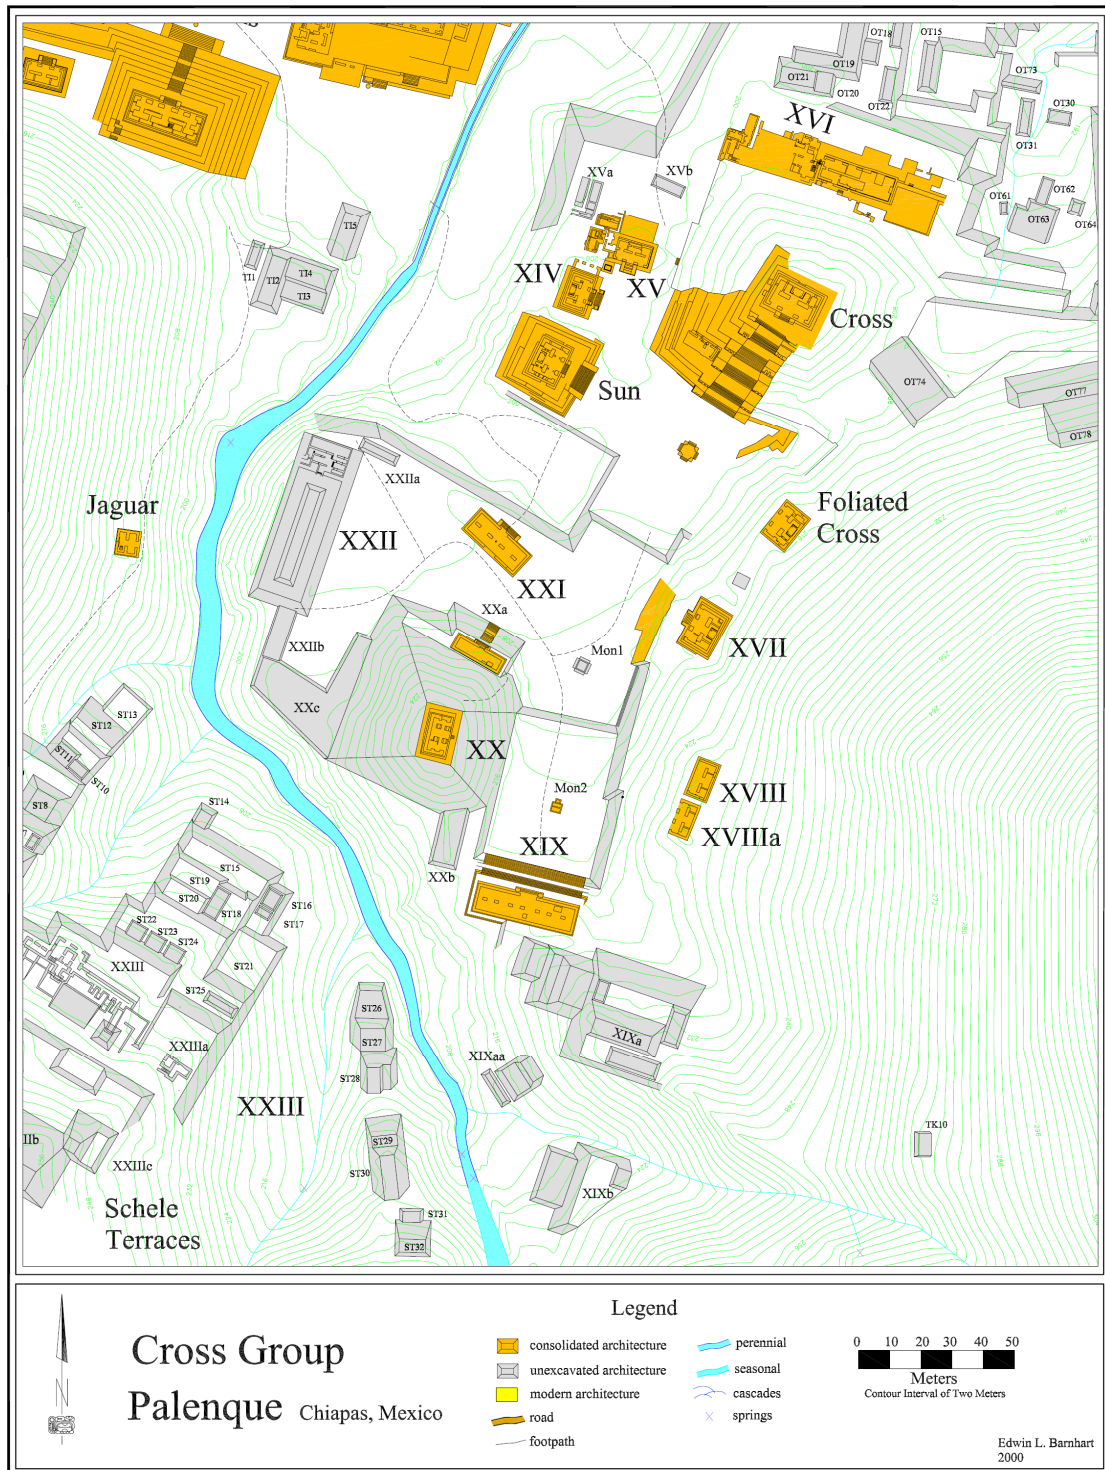 OT18
OT15
OT19
OT21
OT20
OT22
OT73
OT30
OT31
XVI
XVa
XVb
OT61
OT62
OT63
OT64
TI5
TI1
TI2
TI4
TI3
XIV
XV
Cross
Sun
OT74
OT77
OT78
Jaguar
XXIIa
XXII
XXI
Foliated
Cross
XXa
XXIIb
Mon1
XVII
XXc
XX
ST13
ST12
ST11
ST10
ST8
Mon2
XVIII
XVIIIa
XIX
XXb
ST14
ST15
ST19
ST20
ST18
ST16
ST17
ST22
ST23
ST24
XXIII
ST21
ST25
XXIIIa
XXIII
ST26
ST27
ST28
XIXaa
XIXa
TK10
ST29
ST30
XIXb
IIb
XXIIIc
ST31
ST32
Schele
Terraces
Cross Group
Palenque Chiapas, Mexico
N
Legend
consolidated architecture
unexcavated architecture
modern architecture
road
footpath
perennial
seasonal
cascades
springs
0 10 20 30 40 50
Meters
Contour Interval of Two Meters
Edwin L. Barnhart
2000